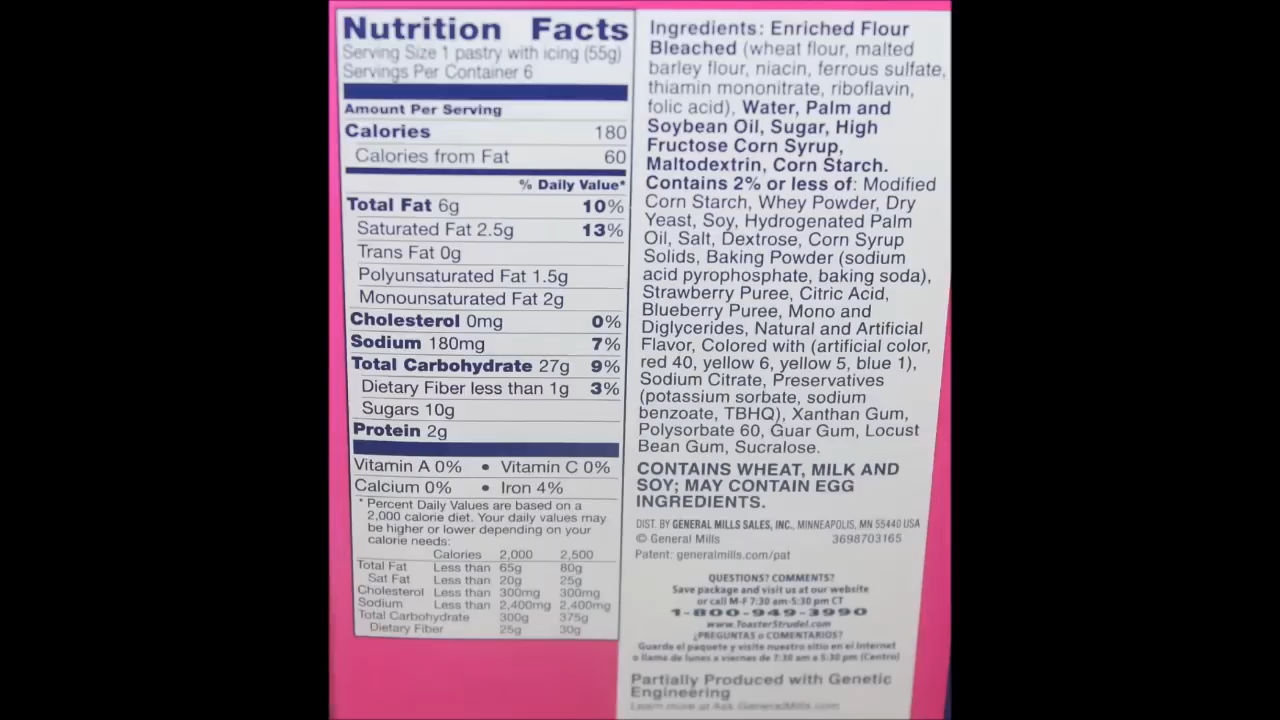 Nutrition Facts
Serving Size 1 pastry with icing (55g)
Servings Per Container 6
Amount Per Serving
Calories 180
Calories from Fat 60
% Daily Value*
Total Fat 6g 10%
Saturated Fat 2.5g 13%
Trans Fat 0g
Polyunsaturated Fat 1.5g
Monounsaturated Fat 2g
Cholesterol 0mg 0%
Sodium 180mg 7%
Total Carbohydrate 27g 9%
Dietary Fiber less than 1g 3%
Sugars 10g
Protein 2g
Vitamin A 0% • Vitamin C 0%
Calcium 0% • Iron 4%
* Percent Daily Values are based on a
2,000 calorie diet. Your daily values may
be higher or lower depending on your
calorie needs:
Calories 2,000 2,500
Total Fat Less than 65g 80g
Sat Fat Less than 20g 25g
Cholesterol Less than 300mg 300mg
Sodium Less than 2,400mg 2,400mg
Total Carbohydrate 300g 375g
Dietary Fiber 25g 30g
Ingredients: Enriched Flour
Bleached (wheat flour, malted
barley flour, niacin, ferrous sulfate,
thiamin mononitrate, riboflavin,
folic acid), Water, Palm and
Soybean Oil, Sugar, High
Fructose Corn Syrup,
Maltodextrin, Corn Starch.
Contains 2% or less of: Modified
Corn Starch, Whey Powder, Dry
Yeast, Soy, Hydrogenated Palm
Oil, Salt, Dextrose, Corn Syrup
Solids, Baking Powder (sodium
acid pyrophosphate, baking soda),
Strawberry Puree, Citric Acid,
Blueberry Puree, Mono and
Diglycerides, Natural and Artificial
Flavor, Colored with (artificial color,
red 40, yellow 6, yellow 5, blue 1),
Sodium Citrate, Preservatives
(potassium sorbate, sodium
benzoate, TBHQ), Xanthan Gum,
Polysorbate 60, Guar Gum, Locust
Bean Gum, Sucralose.
CONTAINS WHEAT, MILK AND
SOY; MAY CONTAIN EGG
INGREDIENTS.
DIST. BY GENERAL MILLS SALES, INC., MINNEAPOLIS, MN 55440 USA
© General Mills 3698703165
Patent: generalmills.com/pat
QUESTIONS? COMMENTS?
Save package and visit us at our website
or call M-F 7:30 am-5:30 pm CT
1-800-949-3990
www.ToasterStrudel.com
¿PREGUNTAS o COMENTARIOS?
Guarde el paquete y visite nuestro sitio en el Internet
o llame de lunes a viernes de 7:30 am a 5:30 pm (Centro)
Partially Produced with Genetic
Engineering
Learn more at Ask.GeneralMills.com